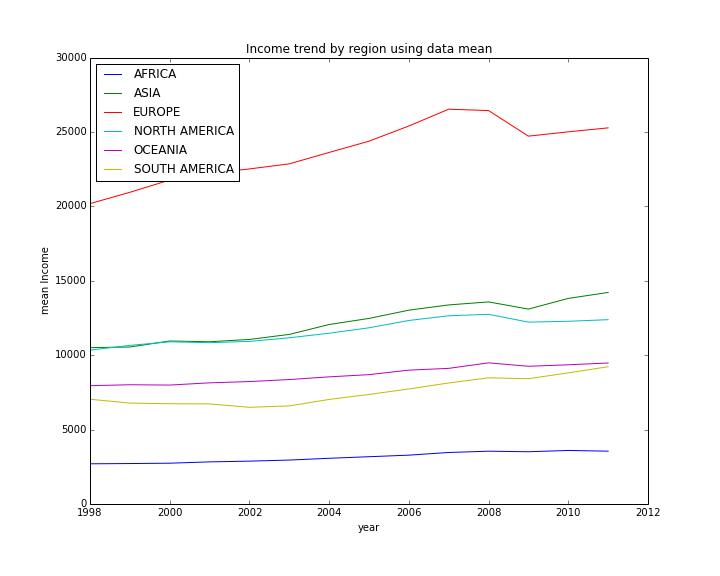 Income trend by region using data mean
30000
25000
20000
15000
10000
5000
0
mean Income
AFRICA
ASIA
EUROPE
NORTH AMERICA
OCEANIA
SOUTH AMERICA
1998 2000 2002 2004 2006 2008 2010 2012
year